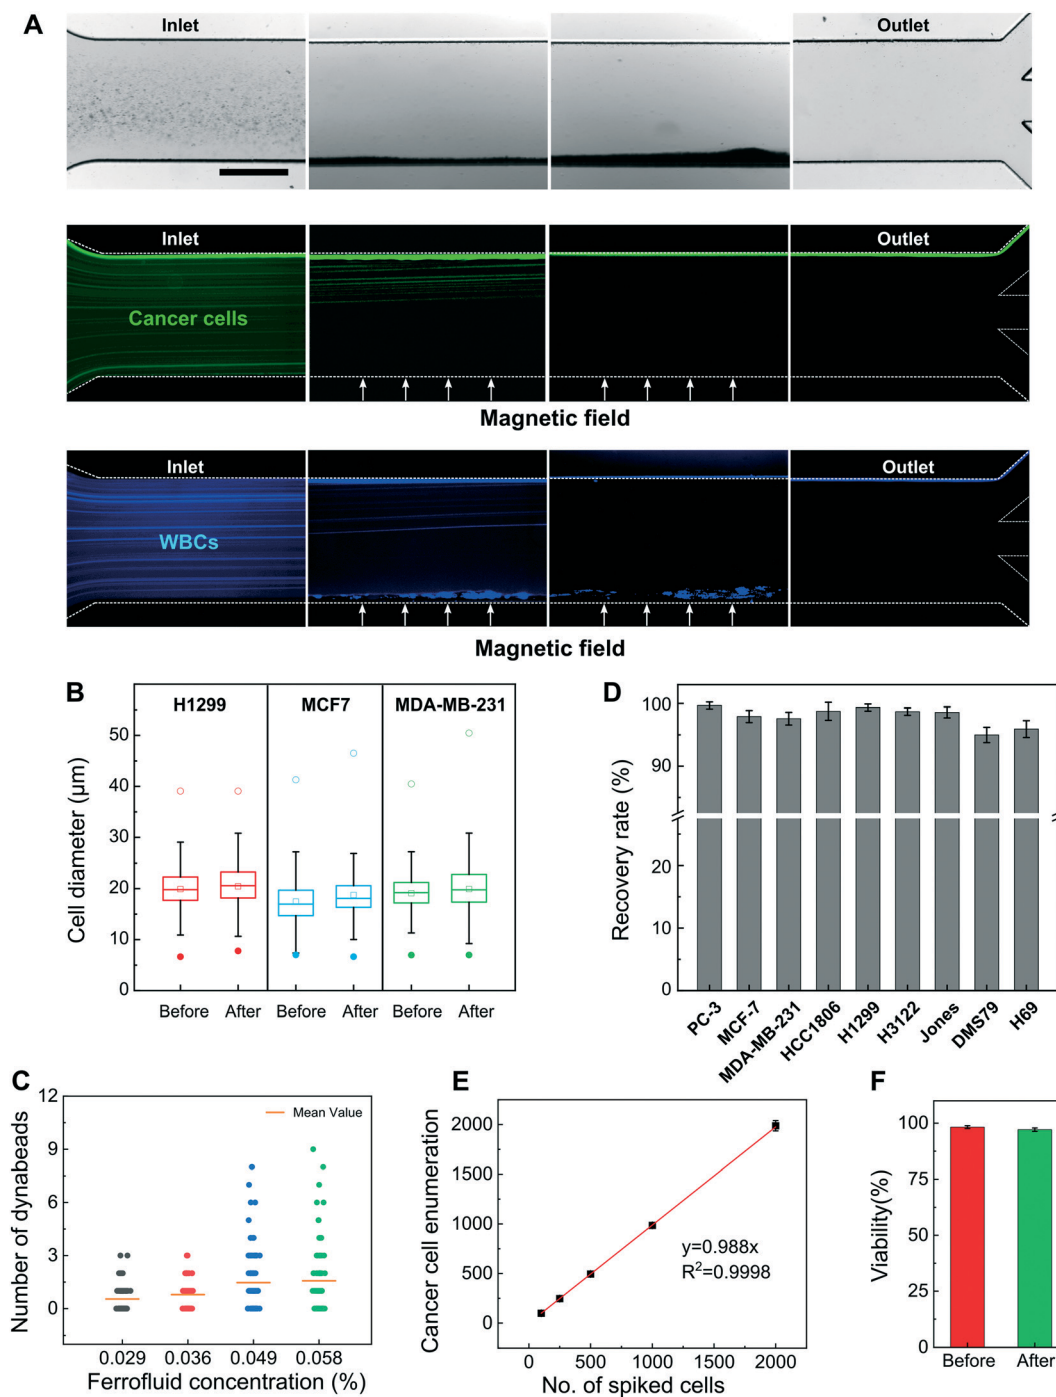 A
Inlet
Outlet
Inlet
Outlet
Cancer cells
Magnetic field
Inlet
Outlet
WBCs
Magnetic field
B
H1299
MCF7
MDA-MB-231
Cell diameter (µm)
50
40
30
20
10
0
Before
After
Before
After
Before
After
D
Recovery rate (%)
100
90
20
10
0
PC-3
MCF-7
MDA-MB-231
HCC1806
H1299
H3122
Jones
DMS79
H69
C
Number of dynabeads
12
9
6
3
0
Mean Value
0.029
0.036
0.049
0.058
Ferrofluid concentration (%)
E
Cancer cell enumeration
2000
1500
1000
500
0
y=0.988x
R²=0.9998
0
500
1000
1500
2000
No. of spiked cells
F
Viability(%)
100
75
50
25
0
Before
After